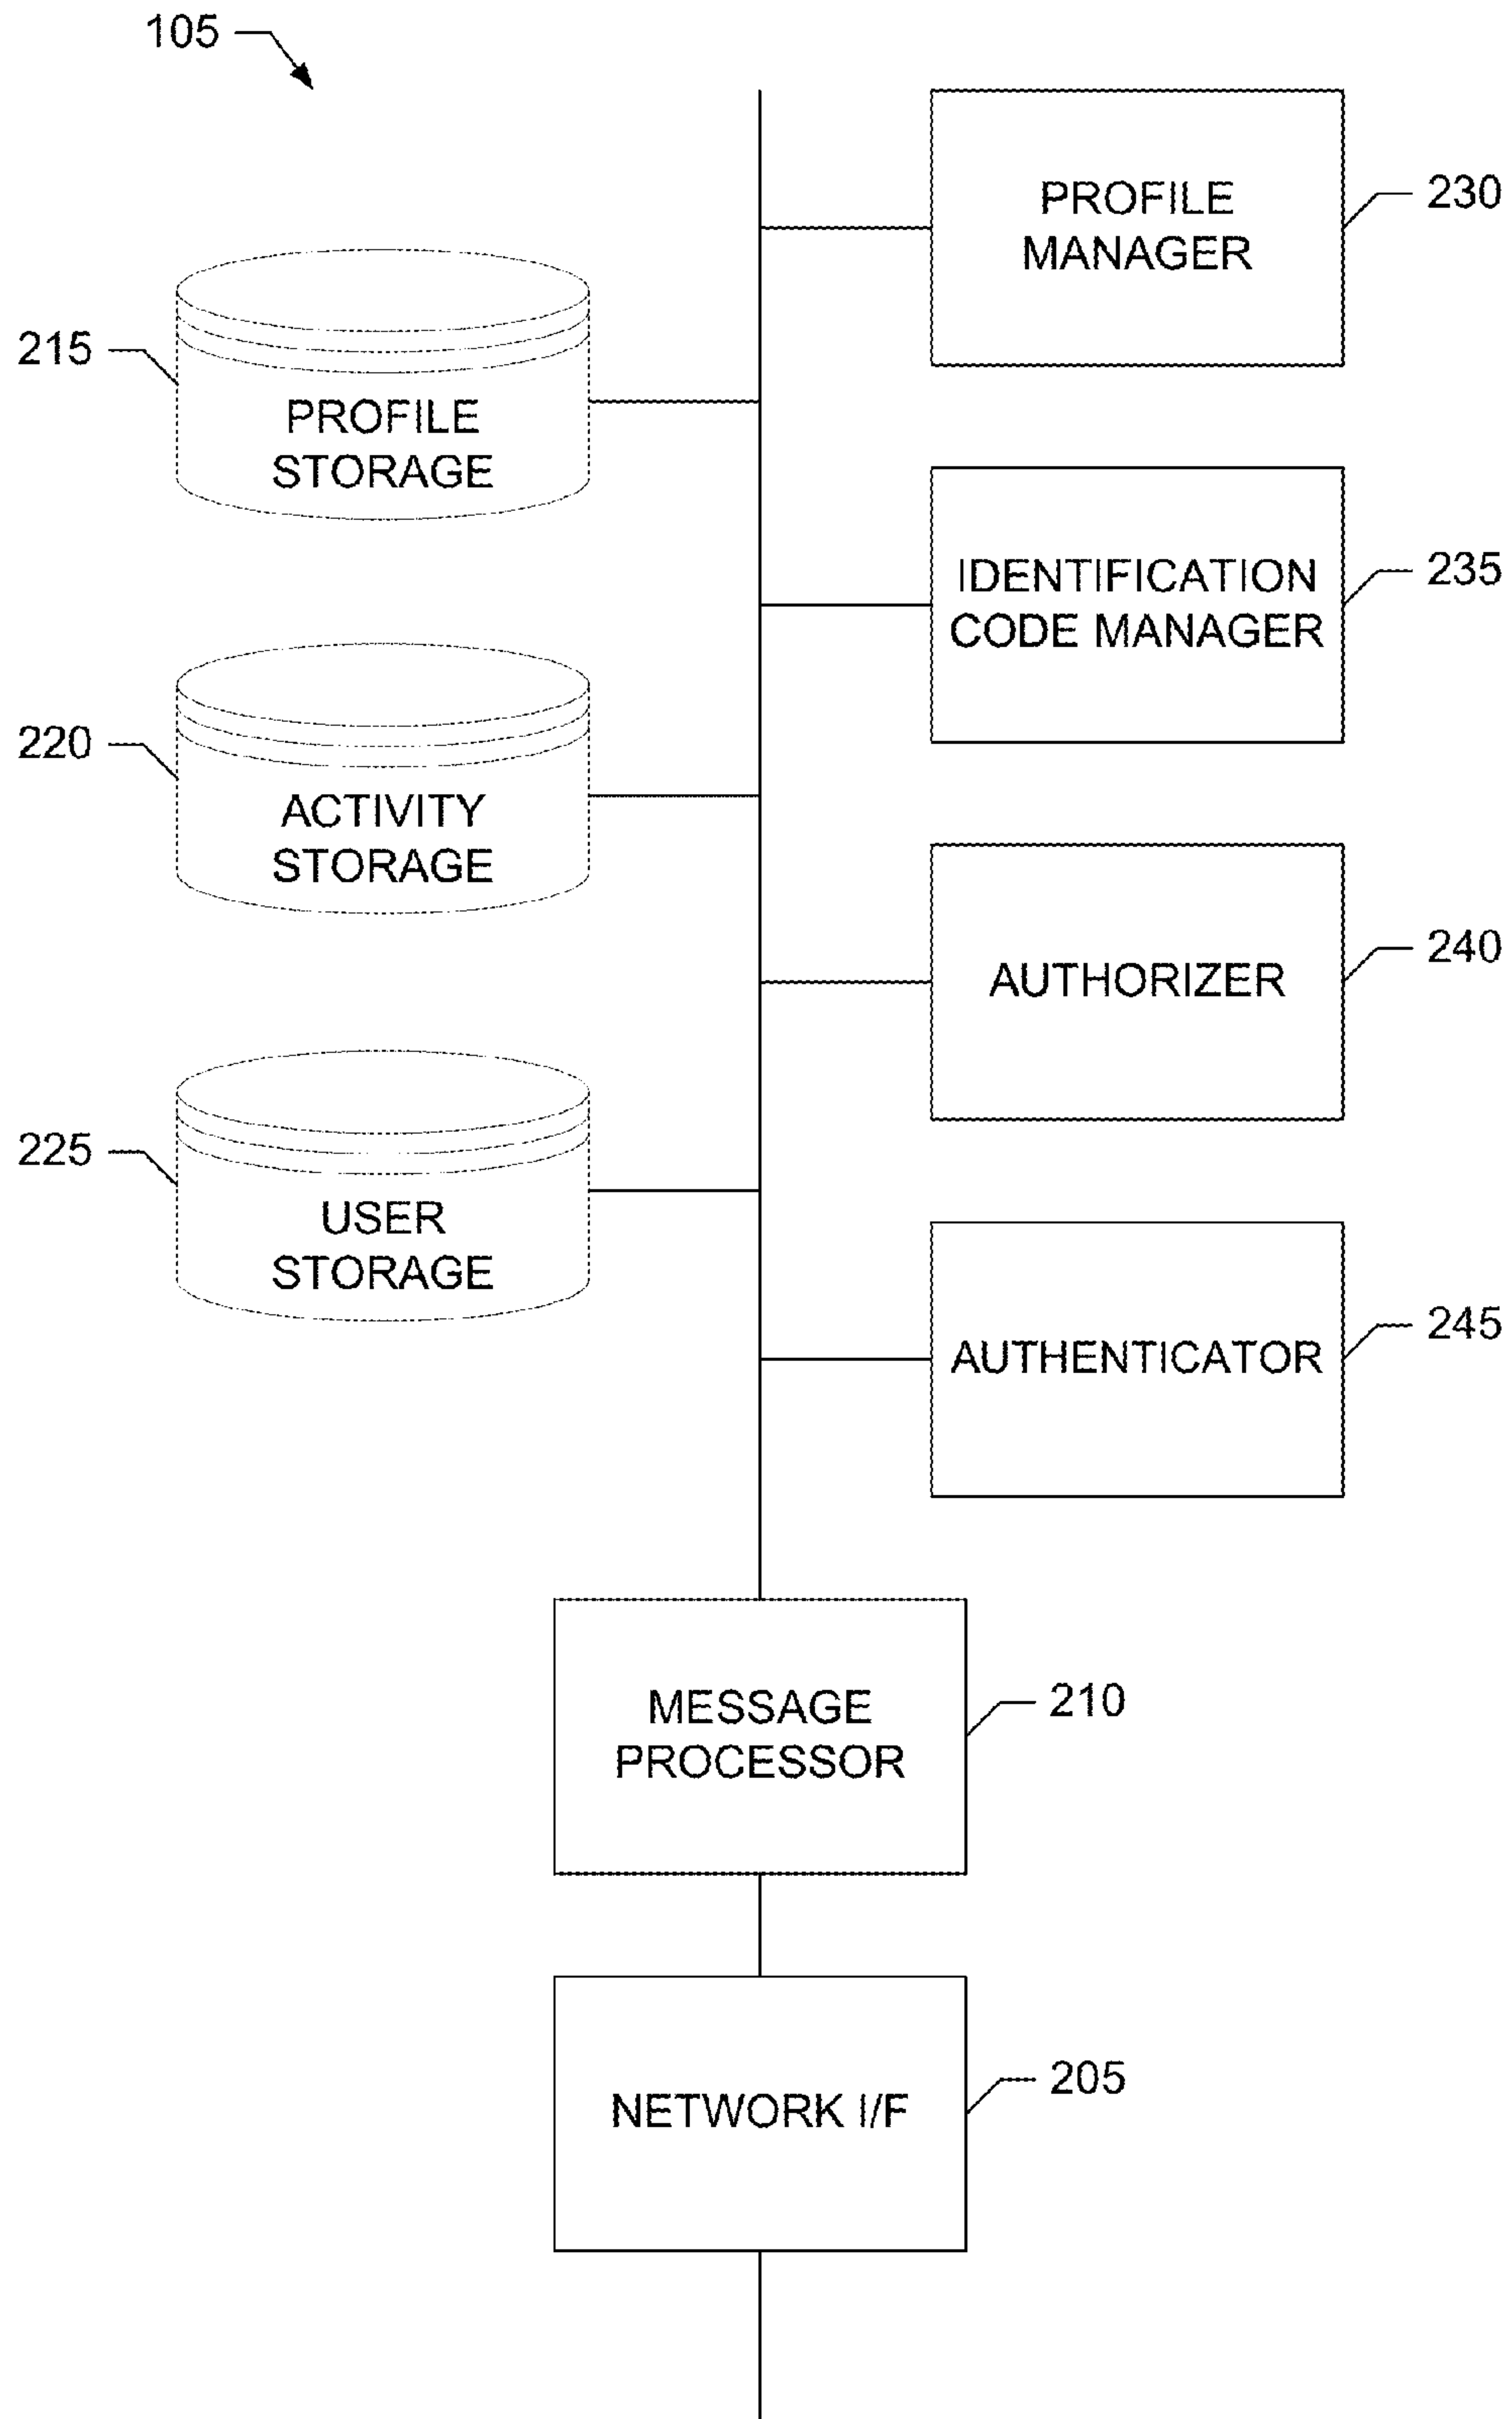 105
PROFILE
MANAGER
230
215
PROFILE
STORAGE
IDENTIFICATION
CODE MANAGER
235
220
ACTIVITY
STORAGE
AUTHORIZER
240
225
USER
STORAGE
AUTHENTICATOR
245
MESSAGE
PROCESSOR
210
NETWORK I/F
205